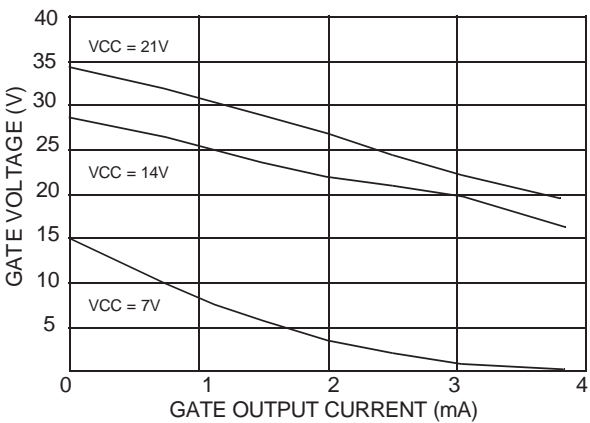 40
35
30
25
20
15
10
5
0
1
2
3
4
VCC = 21V
VCC = 14V
VCC = 7V
GATE VOLTAGE (V)
GATE OUTPUT CURRENT (mA)